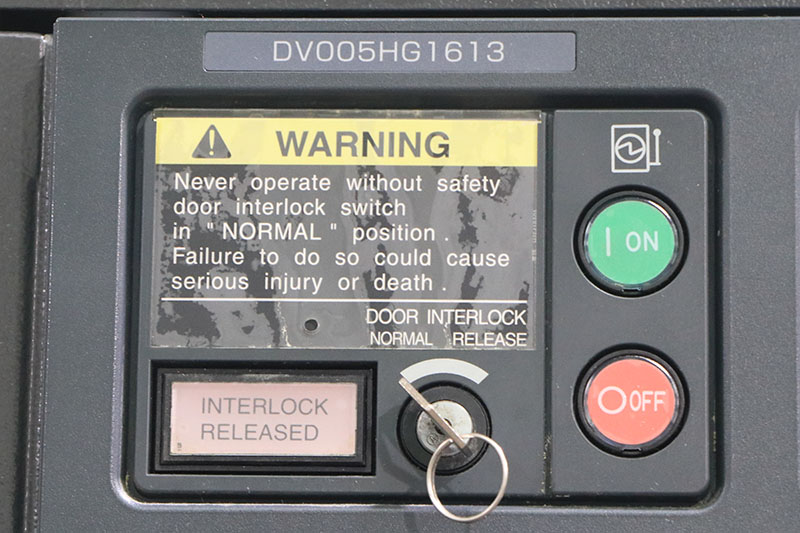 DV005HG1613
WARNING
Never operate without safety
door interlock switch
in "NORMAL" position.
Failure to do so could cause
serious injury or death.
DOOR INTERLOCK
NORMAL RELEASE
INTERLOCK
RELEASED
| ON
O OFF